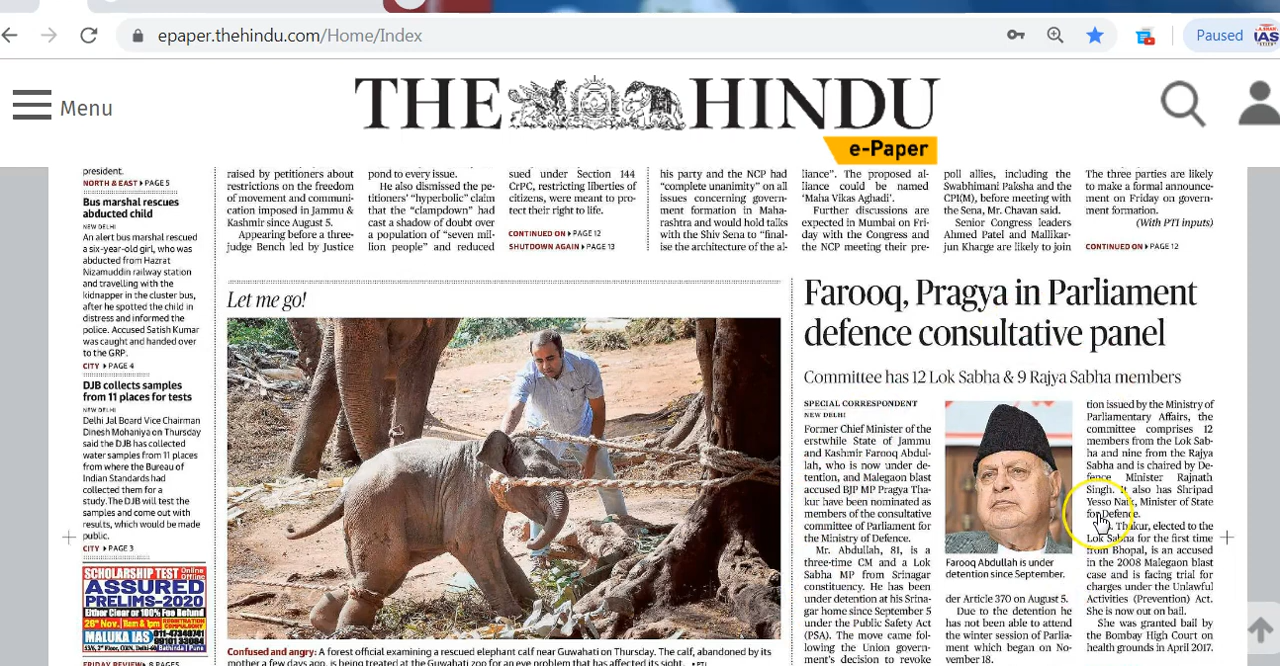 epaper.thehindu.com/Home/Index
Paused
IAS
Menu
THE HINDU
e-Paper
president.
NORTH & EAST PAGE 5
Bus marshal rescues
abducted child
NEW DELHI
An alert bus marshal rescued
a six-year-old girl, who was
abducted from Hazrat
Nizamuddin railway station
and travelling with the
kidnapper in the cluster bus,
after he spotted the child in
distress and informed the
police. Accused Satish Kumar
was caught and handed over
to the GRP.
CITY PAGE 4
DJB collects samples
from 11 places for tests
NEW DELHI
Delhi Jal Board Vice Chairman
Dinesh Mohaniya on Thursday
said the DJB has collected
water samples from 11 places
from where the Bureau of
Indian Standards had
collected them for a
study. The DJB will test the
samples and come out with
results, which would be made
public.
CITY PAGE 3
SCHOLARSHIP TEST Online Offline
ASSURED
PRELIMS-2020
Either Clear or 100% Fee Refund
MALUKA IAS
FRIDAY REVIEW 8 PAGES
raised by petitioners about
restrictions on the freedom
of movement and communi-
cation imposed in Jammu &
Kashmir since August 5.
Appearing before a three-
judge Bench led by Justice
pond to every issue.
He also dismissed the pe-
titioners' "hyperbolic" claim
that the "clampdown" had
cast a shadow of doubt over
a population of "seven mil-
lion people" and reduced
sued under Section 144
CrPC, restricting liberties of
citizens, were meant to pro-
tect their right to life.
CONTINUED ON PAGE 12
SHUTDOWN AGAIN PAGE 13
his party and the NCP had
"complete unanimity" on all
issues concerning govern-
ment formation in Maha-
rashtra and would hold talks
with the Shiv Sena to "final-
ise the architecture of the al-
liance". The proposed al-
liance could be named
'Maha Vikas Aghadi'.
Further discussions are
expected in Mumbai on Fri-
day with the Congress and
the NCP meeting their pre-
poll allies, including the
Swabhimani Paksha and the
CPI(M), before meeting with
the Sena, Mr. Chavan said.
Senior Congress leaders
Ahmed Patel and Mallikar-
jun Kharge are likely to join
The three parties are likely
to make a formal announce-
ment on Friday on govern-
ment formation.
(With PTI inputs)
CONTINUED ON PAGE 12
Let me go!
Confused and angry: A forest official examining a rescued elephant calf near Guwahati on Thursday. The calf, abandoned by its
mother a few days ago, is being treated at the Guwahati zoo for an eye problem that has affected its sight. PTI
Farooq, Pragya in Parliament
defence consultative panel
Committee has 12 Lok Sabha & 9 Rajya Sabha members
SPECIAL CORRESPONDENT
NEW DELHI
Former Chief Minister of the
erstwhile State of Jammu
and Kashmir Farooq Abdul-
lah, who is now under de-
tention, and Malegaon blast
accused BJP MP Pragya Tha-
kur have been nominated as
members of the consultative
committee of Parliament for
the Ministry of Defence.
Mr. Abdullah, 81, is a
three-time CM and a Lok
Sabha MP from Srinagar
constituency. He has been
under detention at his Srina-
gar home since September 5
under the Public Safety Act
(PSA). The move came fol-
lowing the Union govern-
ment's decision to revoke
Farooq Abdullah is under
detention since September.
der Article 370 on August 5.
Due to the detention he
has not been able to attend
the winter session of Parlia-
ment which began on No-
vember 18.
tion issued by the Ministry of
Parliamentary Affairs, the
committee comprises 12
members from the Lok Sab-
ha and nine from the Rajya
Sabha and is chaired by De-
fence Minister Rajnath
Singh. It also has Shripad
Yesso Naik, Minister of State
for Defence.
Thakur, elected to the
Lok Sabha for the first time
from Bhopal, is an accused
in the 2008 Malegaon blast
case and is facing trial for
charges under the Unlawful
Activities (Prevention) Act.
She is now out on bail.
She was granted bail by
the Bombay High Court on
health grounds in April 2017.